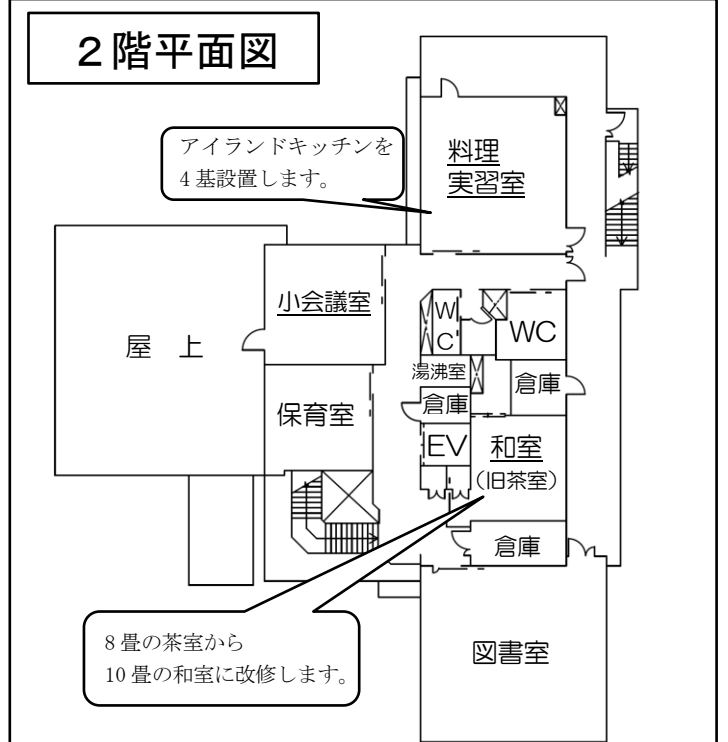 2階平面図
アイランドキッチンを
4基設置します。
料理
実習室
小会議室
屋 上
WC
WC
湯沸室
倉庫
倉庫
保育室
EV
和室
(旧茶室)
倉庫
8畳の茶室から
10畳の和室に改修します。
図書室